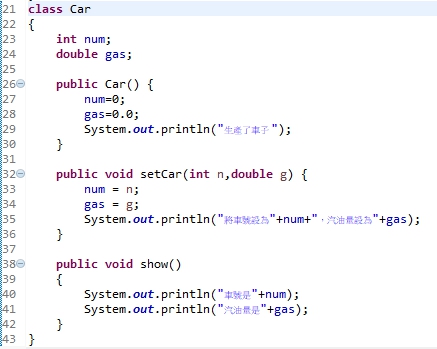 21 class Car
22 {
23     int num;
24     double gas;
25
26     public Car() {
27         num=0;
28         gas=0.0;
29         System.out.println("生產了車子");
30     }
31
32     public void setCar(int n,double g) {
33         num = n;
34         gas = g;
35         System.out.println("將車號設為"+num+"，汽油量設為"+gas);
36     }
37
38     public void show()
39     {
40         System.out.println("車號是"+num);
41         System.out.println("汽油量是"+gas);
42     }
43 }